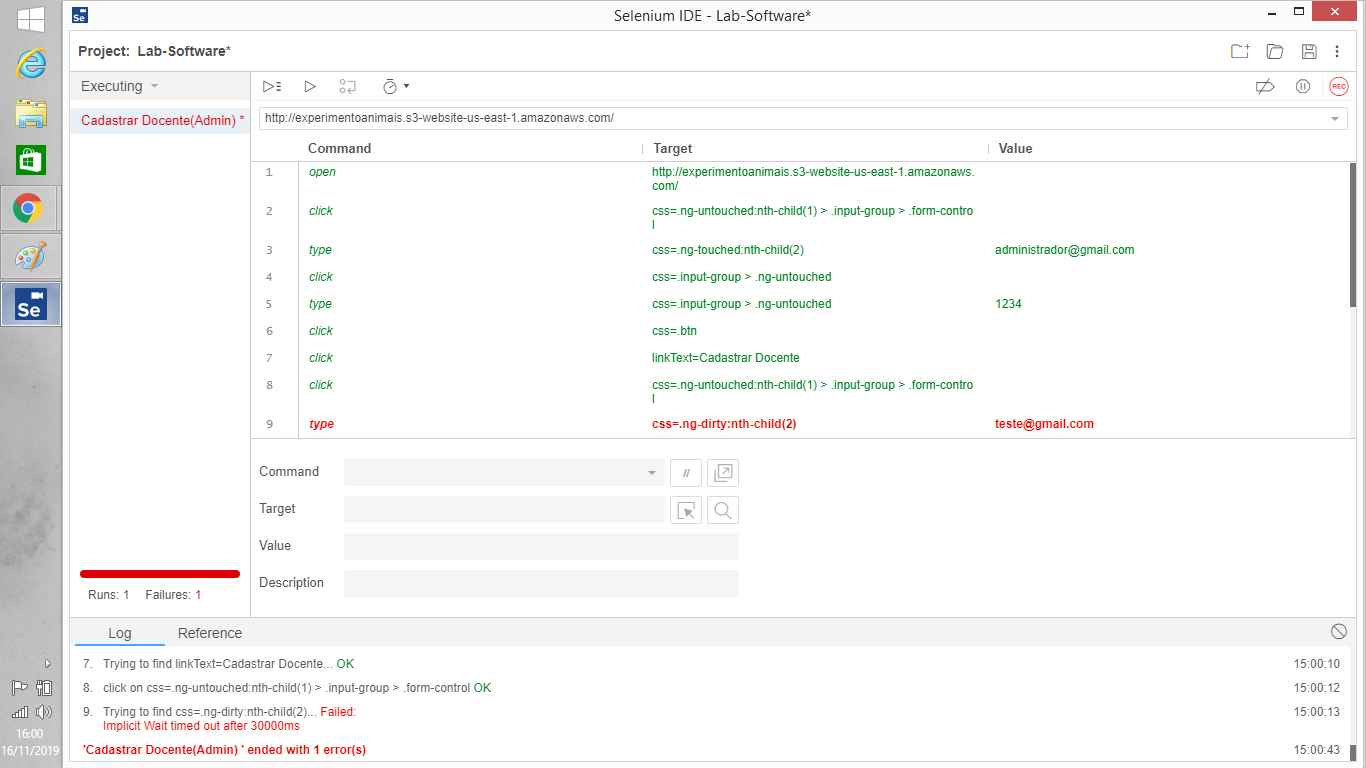 Selenium IDE - Lab-Software*
Project: Lab-Software*
Executing
REC
Cadastrar Docente(Admin) *
http://experimentoanimais.s3-website-us-east-1.amazonaws.com/
Command Target Value
1 open http://experimentoanimais.s3-website-us-east-1.amazonaws.
com/
2 click css=.ng-untouched:nth-child(1) > .input-group > .form-contro
l
3 type css=.ng-touched:nth-child(2) administrador@gmail.com
4 click css=.input-group > .ng-untouched
5 type css=.input-group > .ng-untouched 1234
6 click css=.btn
7 click linkText=Cadastrar Docente
8 click css=.ng-untouched:nth-child(1) > .input-group > .form-contro
l
9 type css=.ng-dirty:nth-child(2) teste@gmail.com
Command //
Target
Value
Description
Runs: 1 Failures: 1
Log Reference
7. Trying to find linkText=Cadastrar Docente... OK 15:00:10
8. click on css=.ng-untouched:nth-child(1) > .input-group > .form-control OK 15:00:12
9. Trying to find css=.ng-dirty:nth-child(2)... Failed: 15:00:13
Implicit Wait timed out after 30000ms
'Cadastrar Docente(Admin) ' ended with 1 error(s) 15:00:43
Se
Se
16:00
16/11/2019